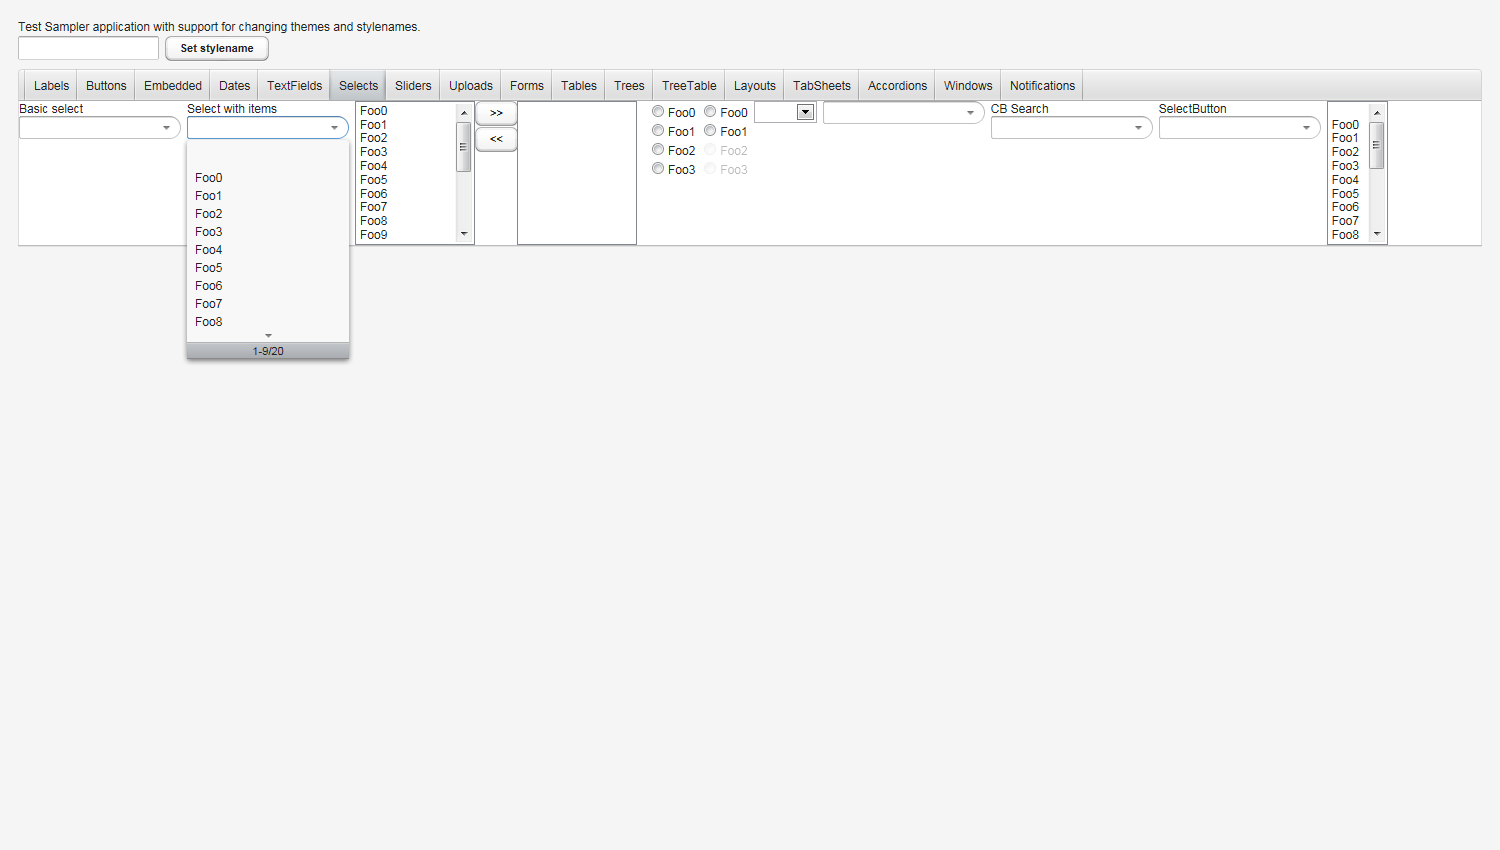 Test Sampler application with support for changing themes and stylenames.
Set stylename
Labels Buttons Embedded Dates TextFields Selects Sliders Uploads Forms Tables Trees TreeTable Layouts TabSheets Accordions Windows Notifications
Basic select
Select with items
Foo0
Foo1
Foo2
Foo3
Foo4
Foo5
Foo6
Foo7
Foo8
1-9/20
Foo0
Foo1
Foo2
Foo3
Foo4
Foo5
Foo6
Foo7
Foo8
Foo9
>>
<<
Foo0
Foo1
Foo2
Foo3
Foo0
Foo1
Foo2
Foo3
CB Search
SelectButton
Foo0
Foo1
Foo2
Foo3
Foo4
Foo5
Foo6
Foo7
Foo8